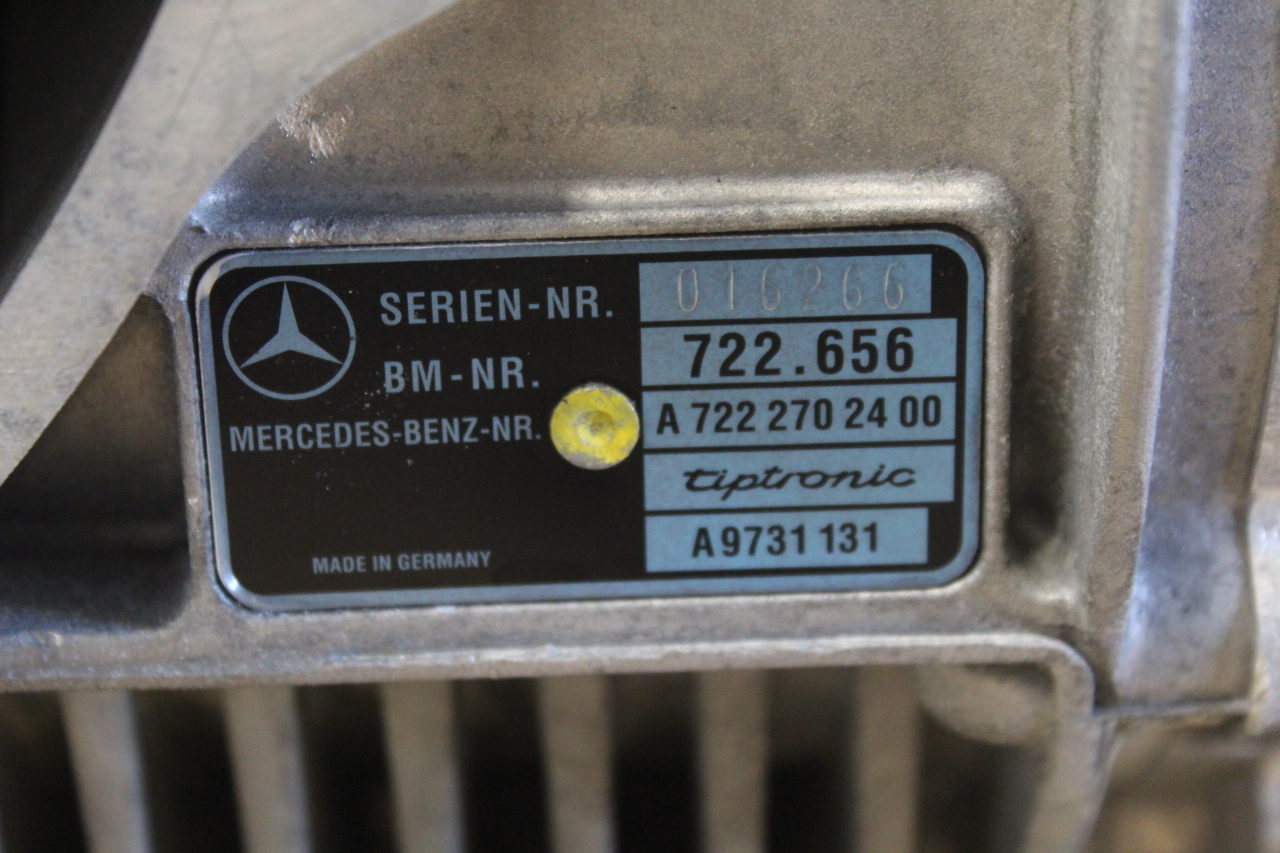 SERIEN-NR. 016266
BM-NR. 722.656
MERCEDES-BENZ-NR. A 722 270 24 00
tiptronic
MADE IN GERMANY A9731 131